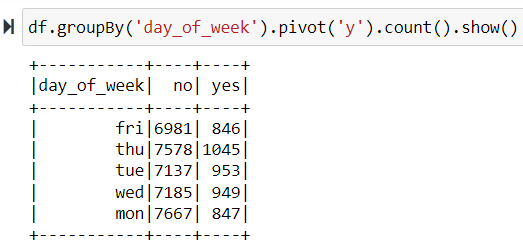 df.groupBy('day_of_week').pivot('y').count().show()
+-----------+----+----+
|day_of_week|  no| yes|
+-----------+----+----+
|        fri|6981| 846|
|        thu|7578|1045|
|        tue|7137| 953|
|        wed|7185| 949|
|        mon|7667| 847|
+-----------+----+----+